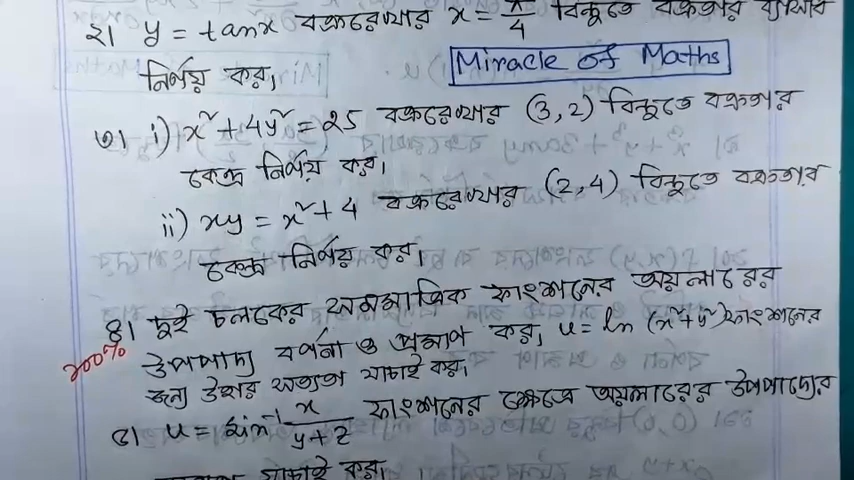 ২। y = tanx বক্ররেখার x = π/4 বিন্দুতে বক্রতার ব্যাসার্ধ
নির্ণয় কর।
Miracle of Maths
৩। i) x² + 4y² = 25 বক্ররেখার (3, 2) বিন্দুতে বক্রতার
কেন্দ্র নির্ণয় কর।
ii) xy = x² + 4 বক্ররেখার (2, 4) বিন্দুতে বক্রতার
কেন্দ্র নির্ণয় কর।
৪। দুই চলকের সমমাত্রিক ফাংশনের অয়লারের
১০০% উপপাদ্য বর্ণনা ও প্রমাণ কর। u = ln (x² + y²) ফাংশনের
জন্য উহার সত্যতা যাচাই কর।
৫। u = sin⁻¹ x/(y+z) ফাংশনের ক্ষেত্রে অয়লারের উপপাদ্যের
যাচাই কর।